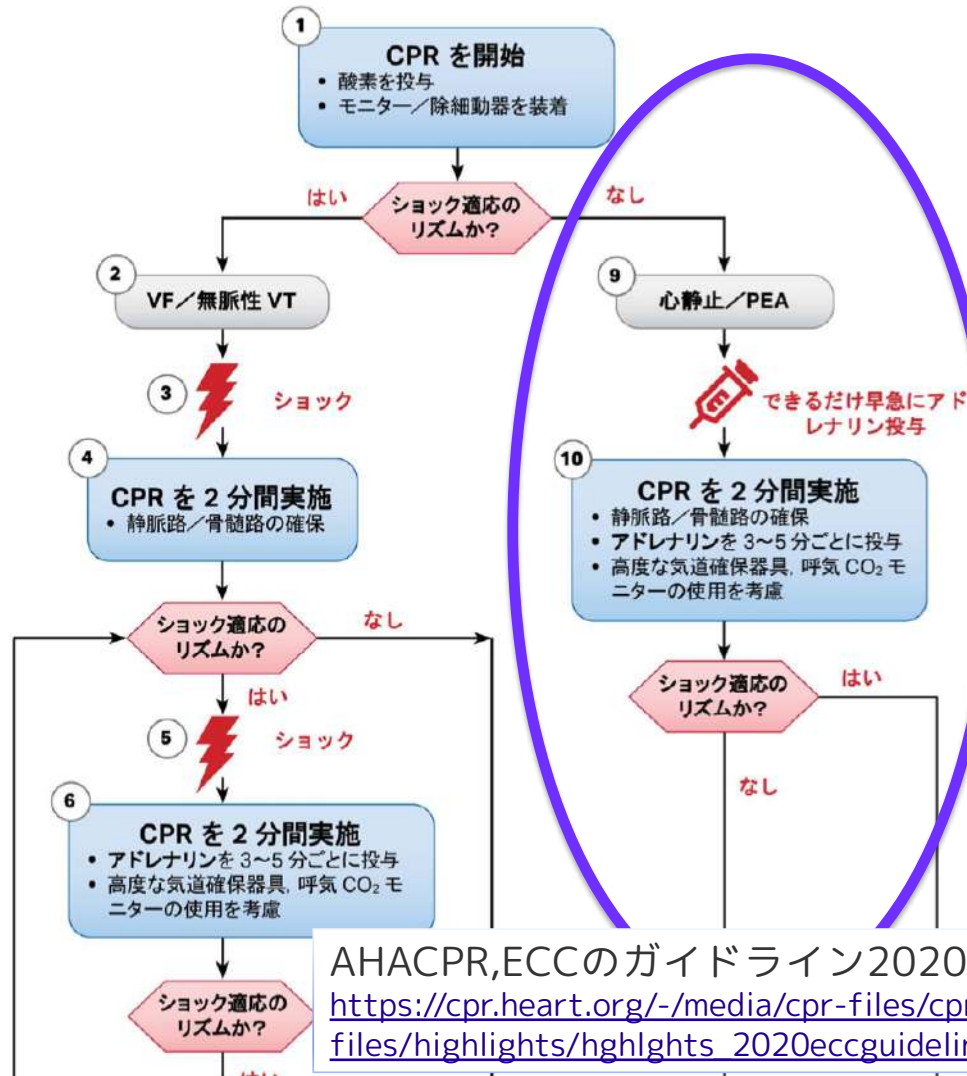 1
CPR を開始
• 酸素を投与
• モニター／除細動器を装着
はい
ショック適応の
リズムか?
なし
2
VF／無脈性 VT
3
ショック
4
CPR を 2 分間実施
• 静脈路／骨髄路の確保
ショック適応の
リズムか?
なし
はい
5
ショック
6
CPR を 2 分間実施
• アドレナリンを 3〜5 分ごとに投与
• 高度な気道確保器具, 呼気 CO₂ モ
ニターの使用を考慮
ショック適応の
リズムか?
9
心静止／PEA
できるだけ早急にアド
レナリン投与
10
CPR を 2 分間実施
• 静脈路／骨髄路の確保
• アドレナリンを 3〜5 分ごとに投与
• 高度な気道確保器具, 呼気 CO₂ モ
ニターの使用を考慮
ショック適応の
リズムか?
はい
なし
AHACPR,ECCのガイドライン2020
https://cpr.heart.org/-/media/cpr-files/cpr
files/highlights/hghlghts_2020eccguidelin